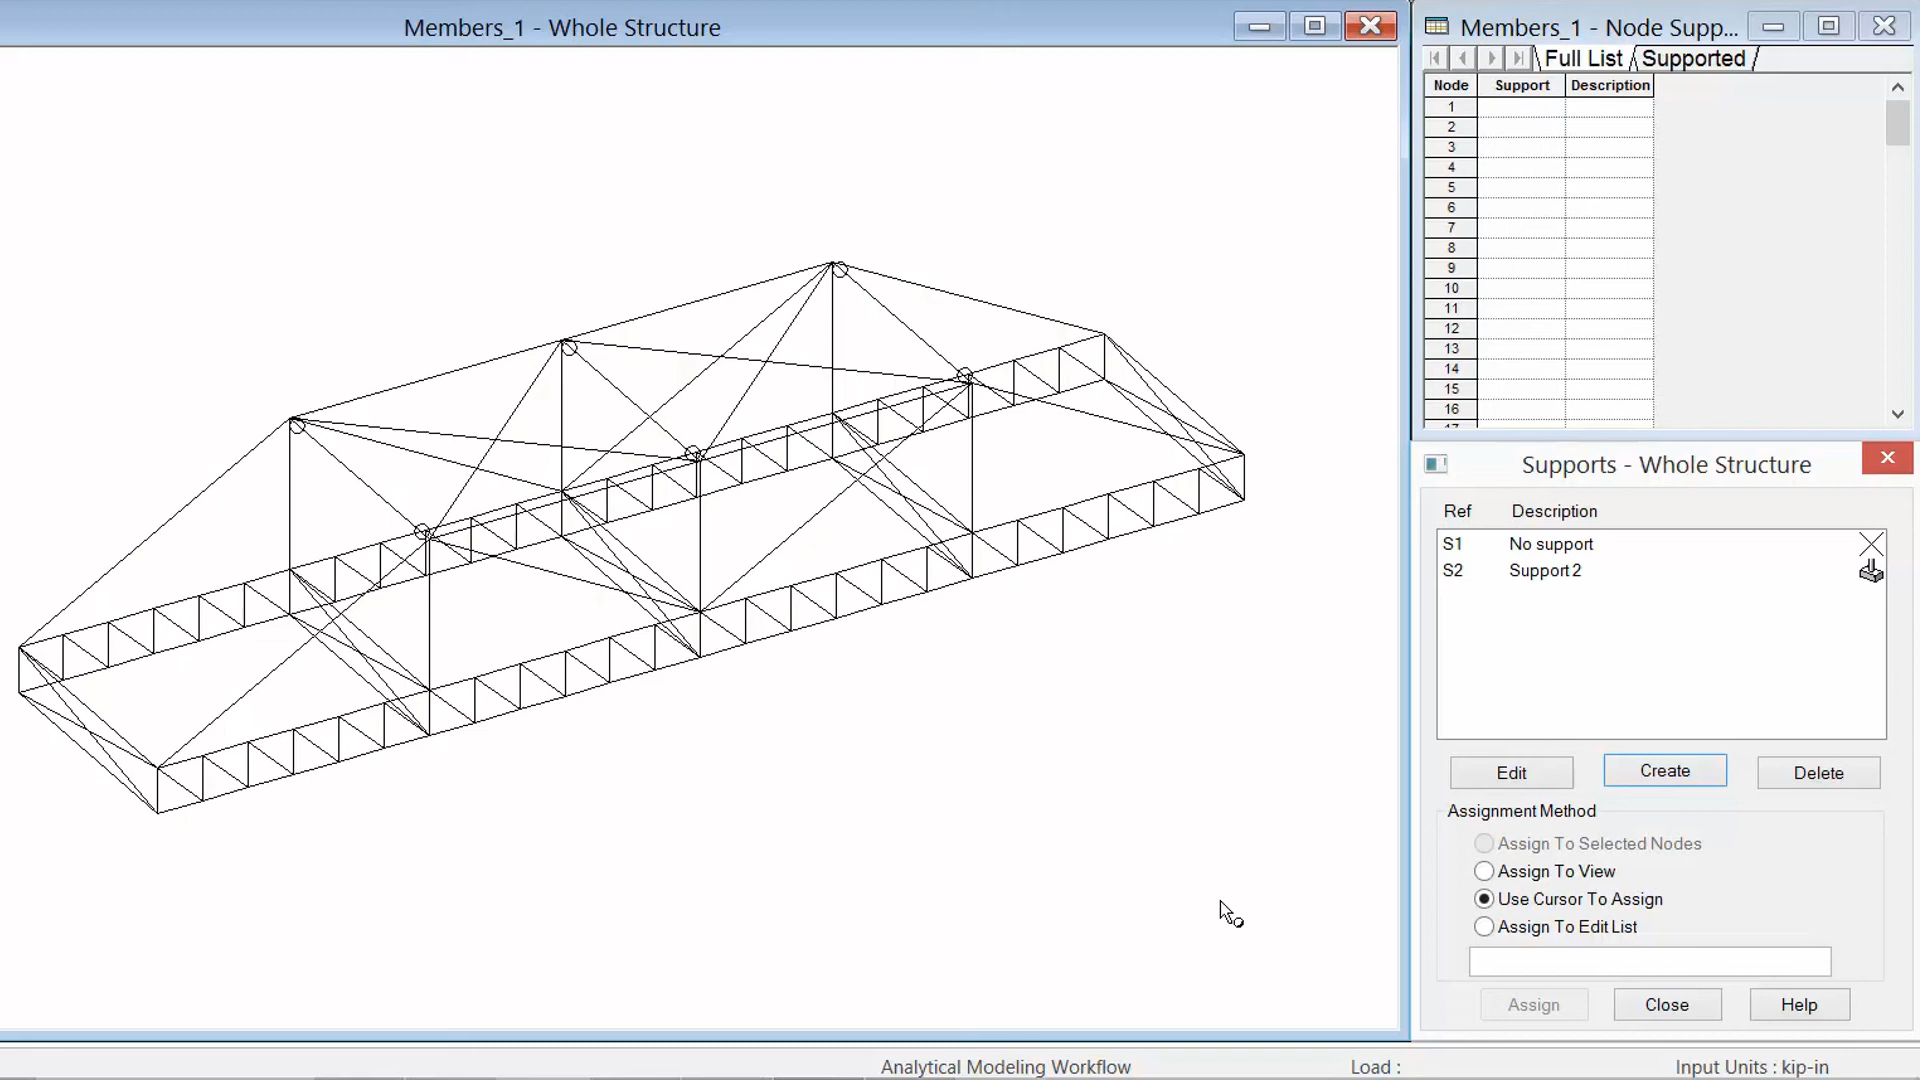 Members_1 - Whole Structure
Members_1 - Node Supp...
Full List
Supported
Node Support Description
1
2
3
4
5
6
7
8
9
10
11
12
13
14
15
16
Supports - Whole Structure
Ref Description
S1 No support
S2 Support 2
Edit
Create
Delete
Assignment Method
Assign To Selected Nodes
Assign To View
Use Cursor To Assign
Assign To Edit List
Assign
Close
Help
Analytical Modeling Workflow
Load :
Input Units : kip-in